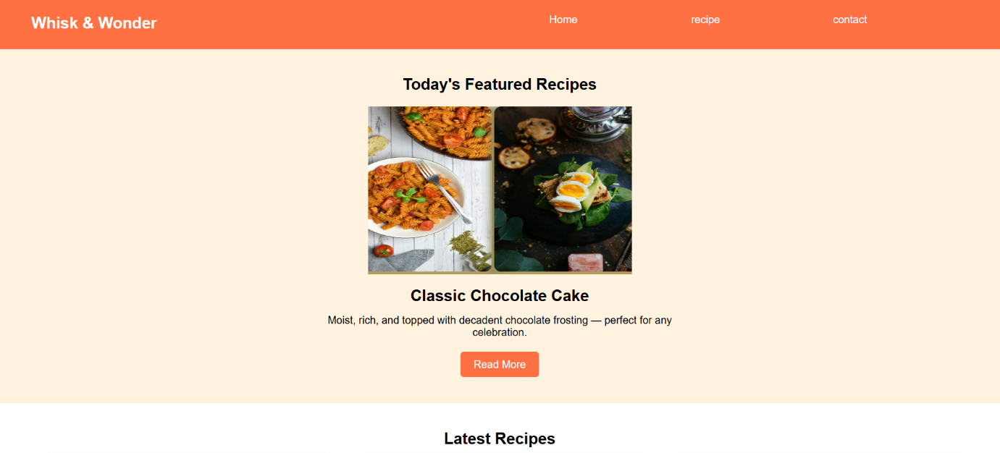 Whisk & Wonder
Home
recipe
contact
Today's Featured Recipes
Classic Chocolate Cake
Moist, rich, and topped with decadent chocolate frosting — perfect for any
celebration.
Read More
Latest Recipes